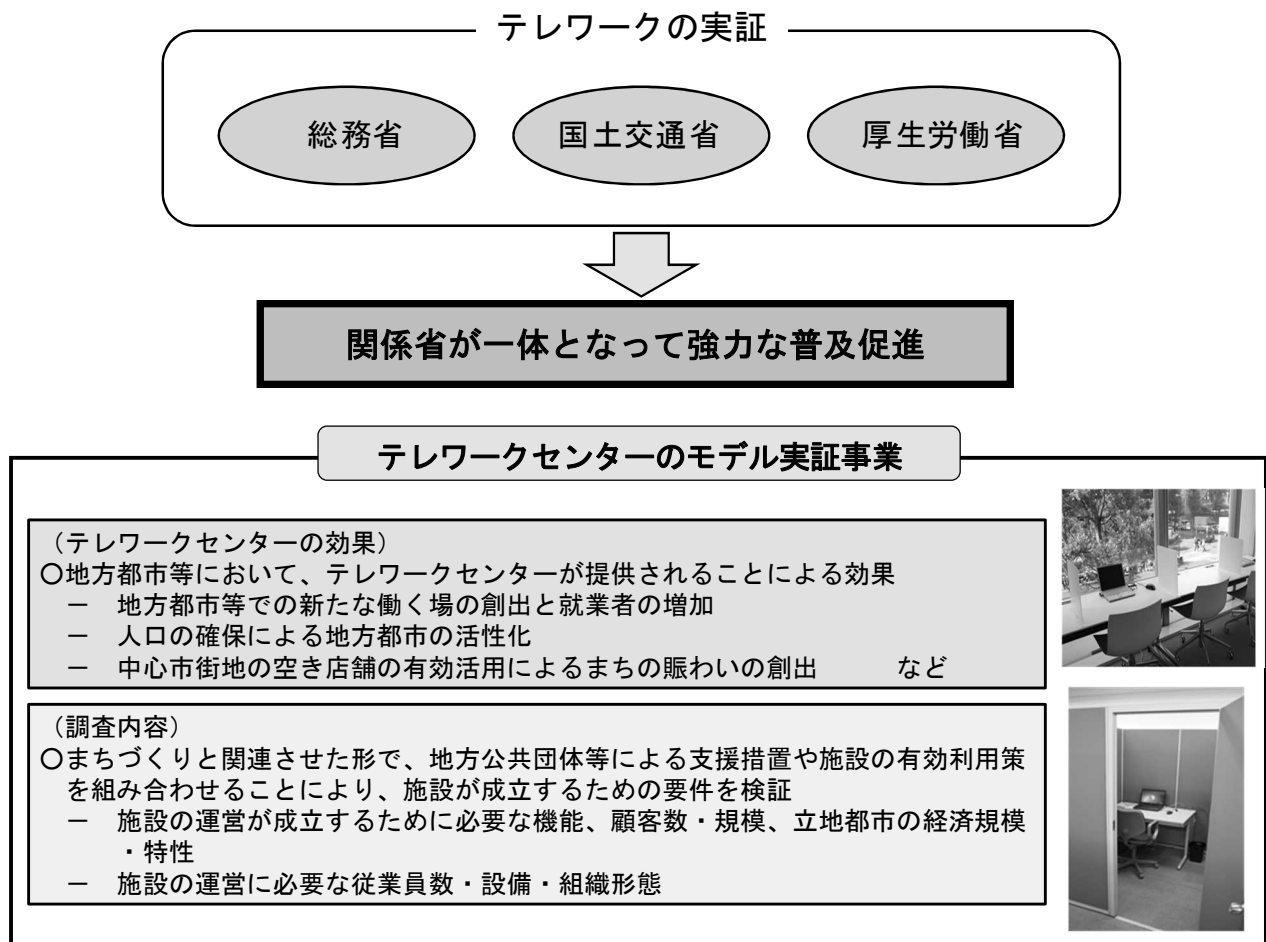 テレワークの実証
総務省
国土交通省
厚生労働省
関係省が一体となって強力な普及促進
テレワークセンターのモデル実証事業
（テレワークセンターの効果）
○地方都市等において、テレワークセンターが提供されることによる効果
－ 地方都市等での新たな働く場の創出と就業者の増加
－ 人口の確保による地方都市の活性化
－ 中心市街地の空き店舗の有効活用によるまちの賑わいの創出 など
（調査内容）
○まちづくりと関連させた形で、地方公共団体等による支援措置や施設の有効利用策
を組み合わせることにより、施設が成立するための要件を検証
－ 施設の運営が成立するために必要な機能、顧客数・規模、立地都市の経済規模
・特性
－ 施設の運営に必要な従業員数・設備・組織形態